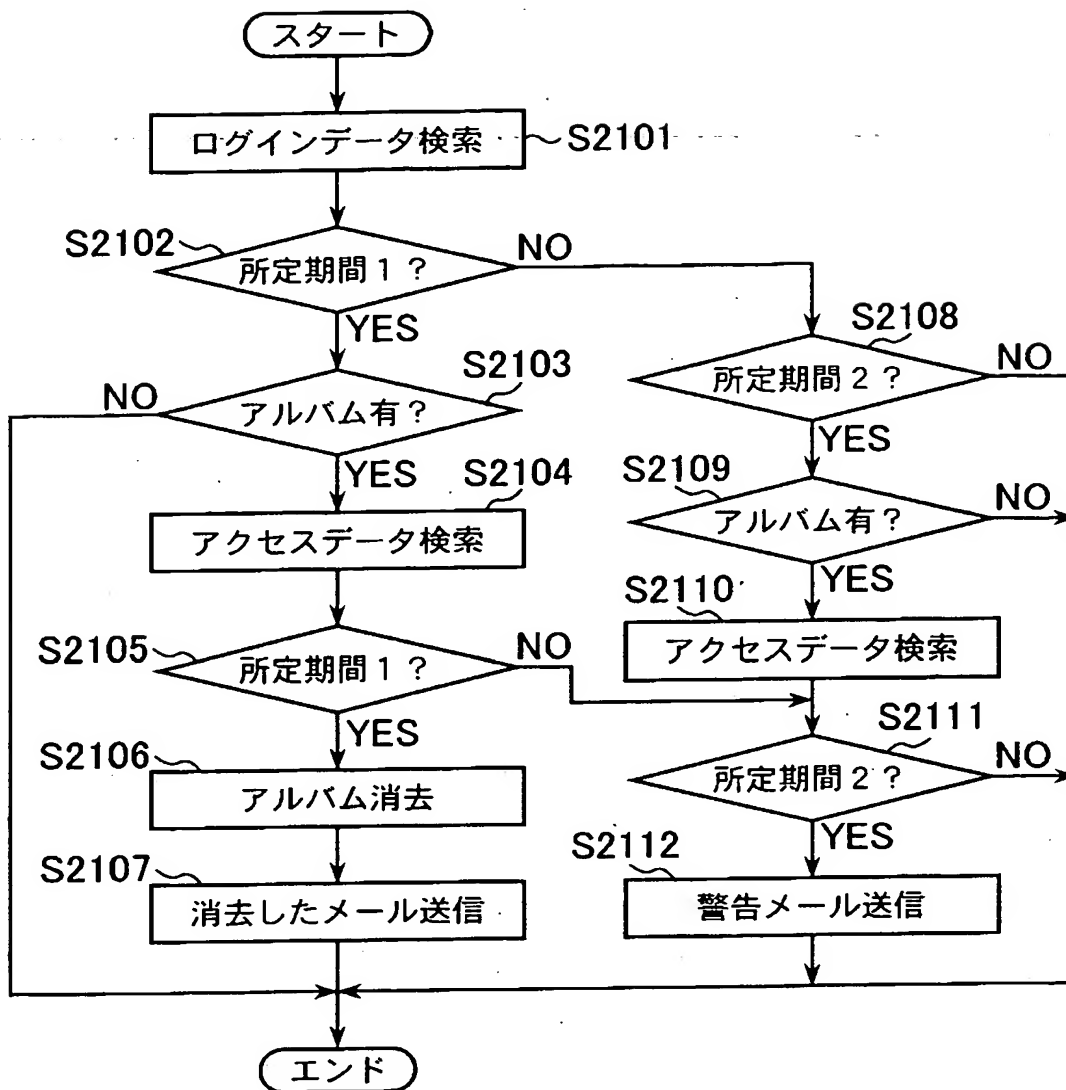 スタート
ログインデータ検索
S2101
S2102
所定期間1?
NO
YES
S2103
NO
アルバム有?
YES
S2104
アクセスデータ検索
S2105
所定期間1?
NO
YES
S2106
アルバム消去
S2107
消去したメール送信
S2108
所定期間2?
NO
YES
S2109
アルバム有?
NO
YES
S2110
アクセスデータ検索
S2111
所定期間2?
NO
YES
S2112
警告メール送信
エンド